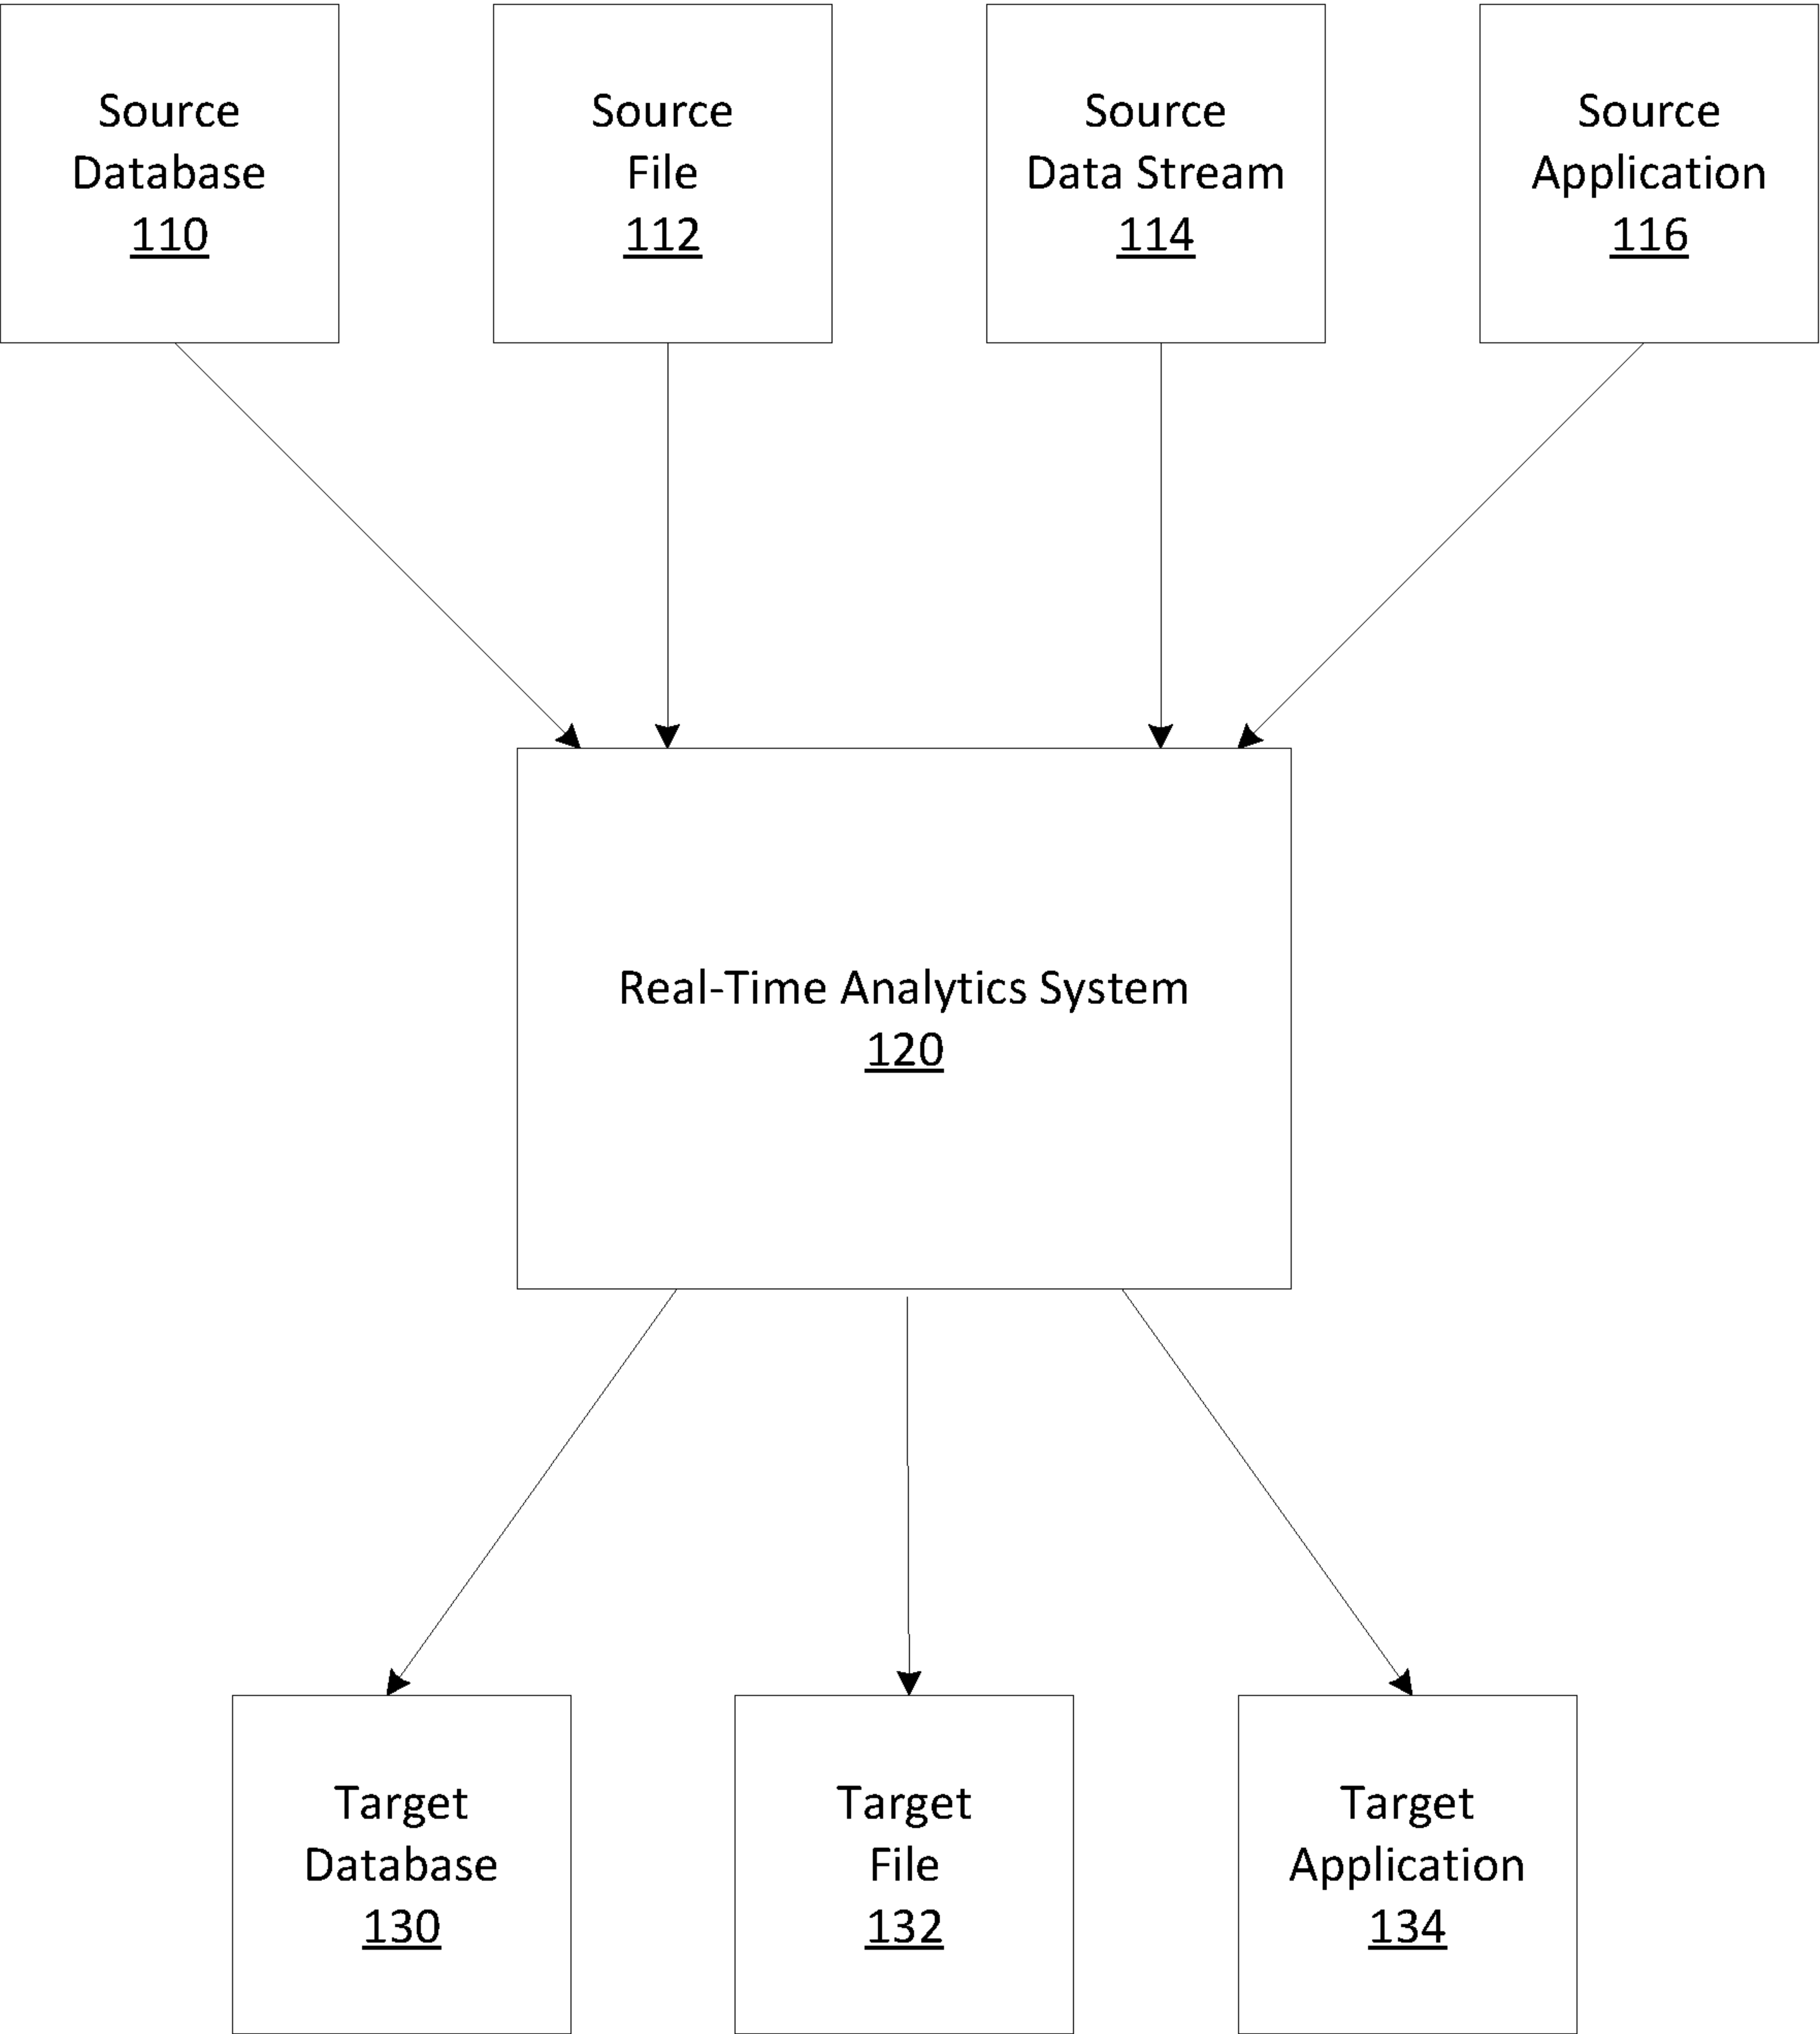 Source
Database
110
Source
File
112
Source
Data Stream
114
Source
Application
116
Real-Time Analytics System
120
Target
Database
130
Target
File
132
Target
Application
134